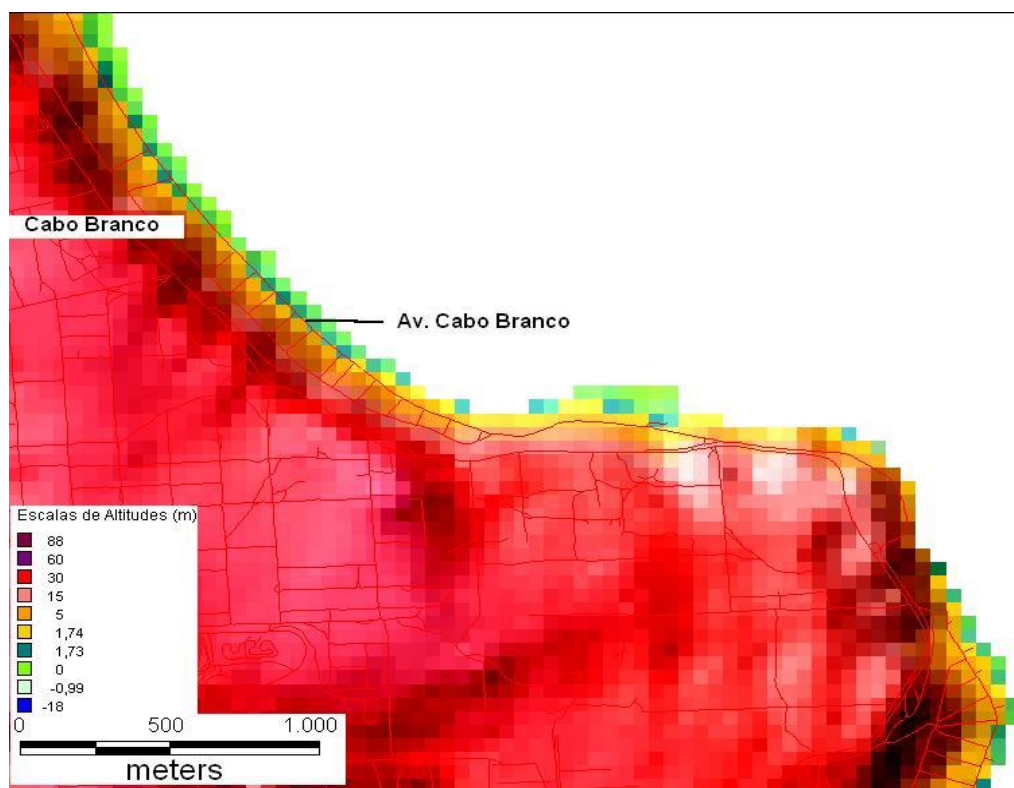 Cabo Branco
Av. Cabo Branco
Escalas de Altitudes (m)
88
60
30
15
5
1,74
1,73
0
-0,99
-18
0 500 1.000
meters